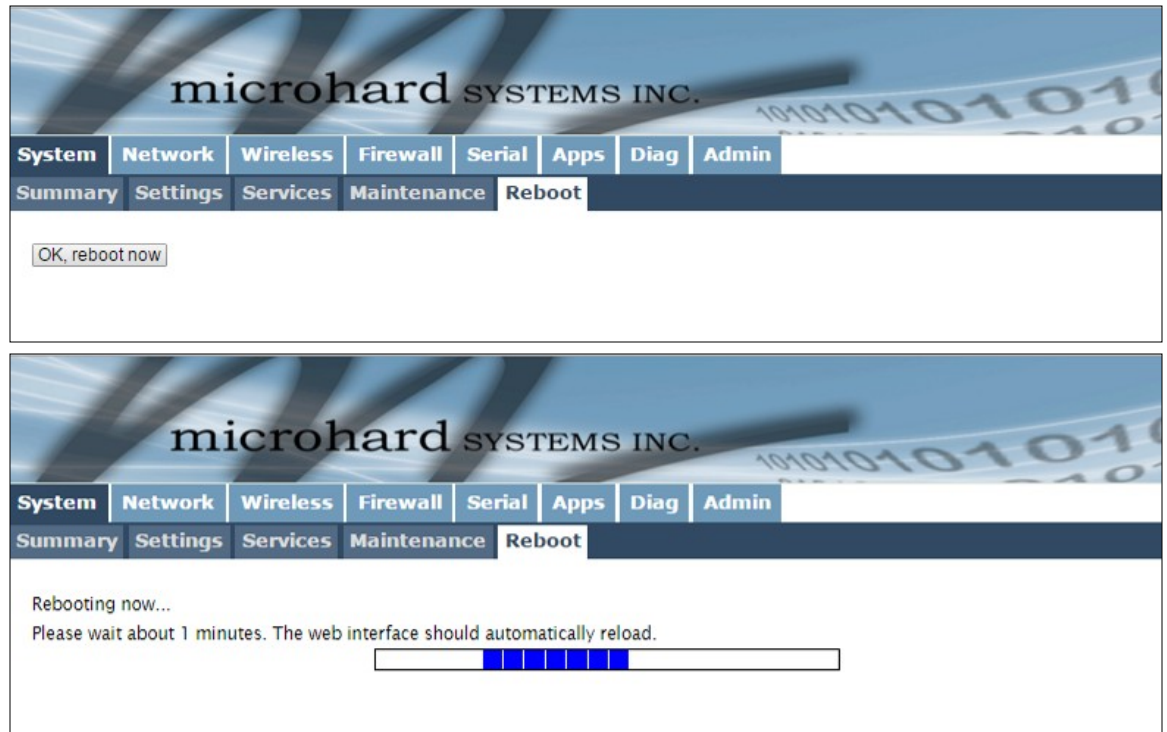 microhard SYSTEMS INC.
System Network Wireless Firewall Serial Apps Diag Admin
Summary Settings Services Maintenance Reboot
OK, reboot now
microhard SYSTEMS INC.
System Network Wireless Firewall Serial Apps Diag Admin
Summary Settings Services Maintenance Reboot
Rebooting now...
Please wait about 1 minutes. The web interface should automatically reload.